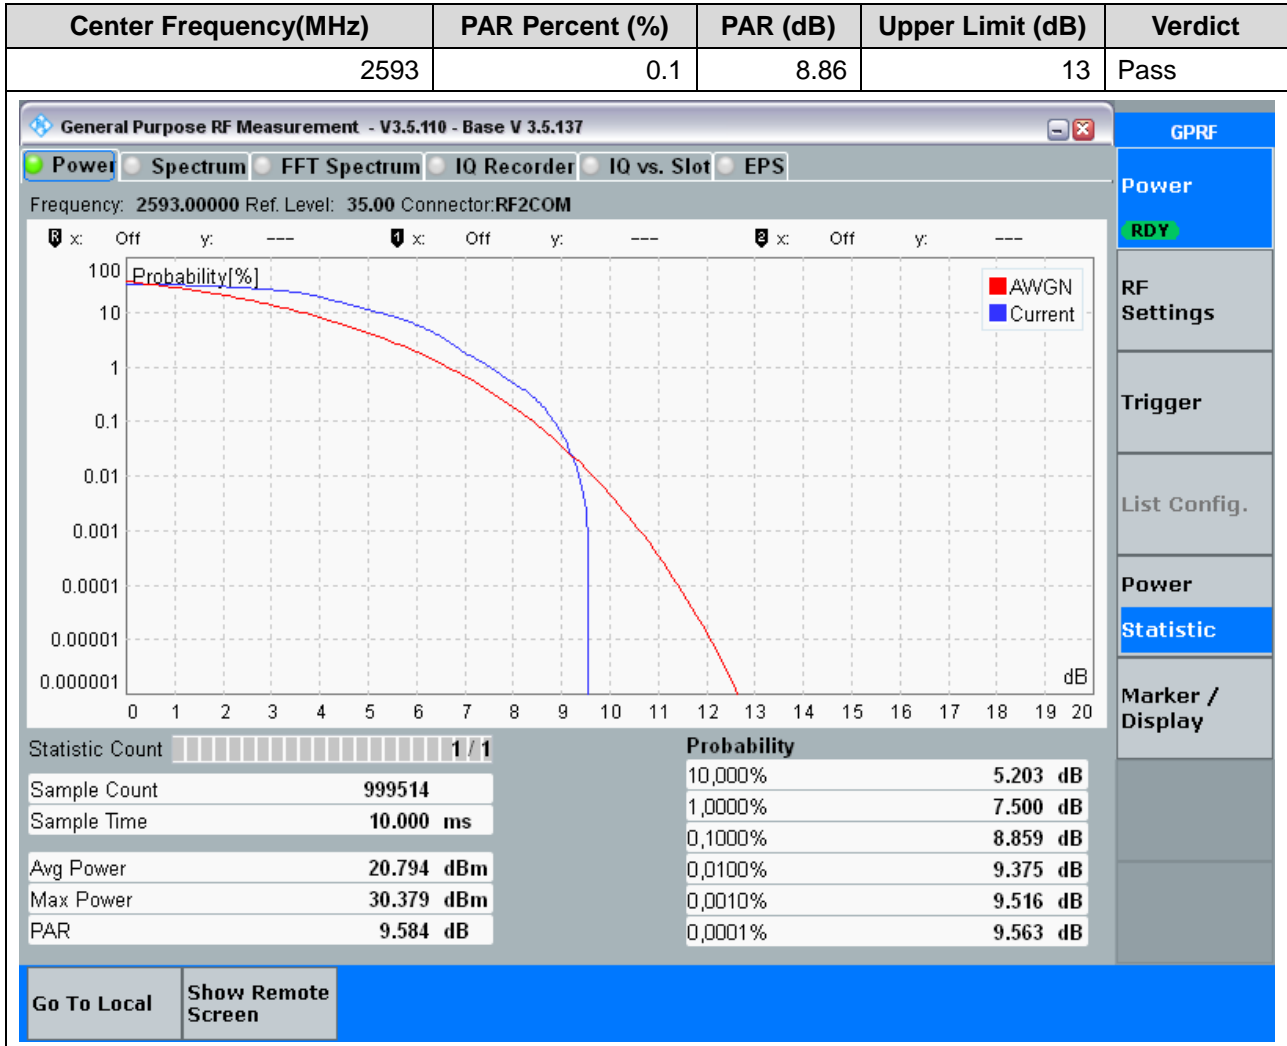 Center Frequency(MHz) PAR Percent (%) PAR (dB) Upper Limit (dB) Verdict
2593 0.1 8.86 13 Pass
General Purpose RF Measurement - V3.5.110 - Base V 3.5.137
GPRF
Power Spectrum FFT Spectrum IQ Recorder IQ vs. Slot EPS
Frequency: 2593.00000 Ref. Level: 35.00 Connector:RF2COM
R x: Off y: --- 1 x: Off y: --- 2 x: Off y: ---
Probability[%]
100
10
1
0.1
0.01
0.001
0.0001
0.00001
0.000001
AWGN
Current
dB
0 1 2 3 4 5 6 7 8 9 10 11 12 13 14 15 16 17 18 19 20
Statistic Count 1 / 1
Sample Count 999514
Sample Time 10.000 ms
Avg Power 20.794 dBm
Max Power 30.379 dBm
PAR 9.584 dB
Probability
10,000% 5.203 dB
1,0000% 7.500 dB
0,1000% 8.859 dB
0,0100% 9.375 dB
0,0010% 9.516 dB
0,0001% 9.563 dB
Power
RDY
RF
Settings
Trigger
List Config.
Power
Statistic
Marker /
Display
Go To Local
Show Remote
Screen